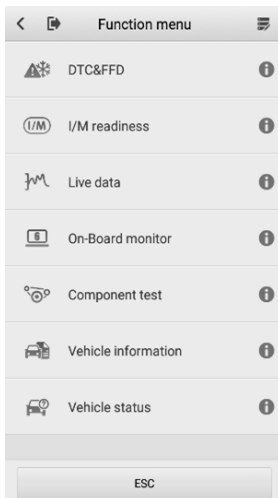 Function menu
DTC&FFD
I/M readiness
Live data
On-Board monitor
Component test
Vehicle information
Vehicle status
ESC